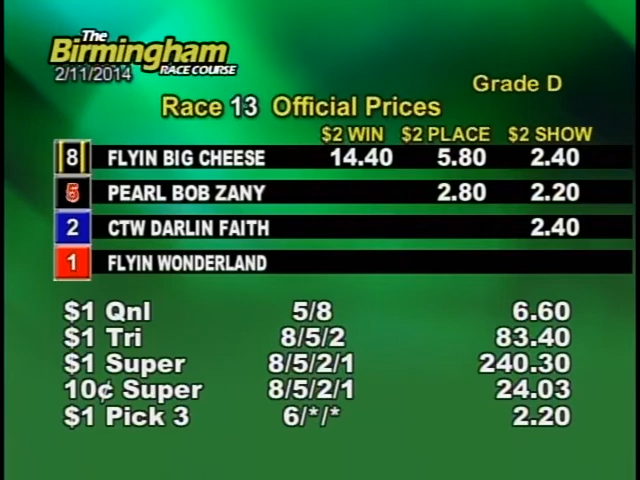 The
Birmingham
RACE COURSE
2/11/2014
Grade D
Race 13 Official Prices
$2 WIN $2 PLACE $2 SHOW
8 FLYIN BIG CHEESE 14.40 5.80 2.40
5 PEARL BOB ZANY 2.80 2.20
2 CTW DARLIN FAITH 2.40
1 FLYIN WONDERLAND
$1 Qnl 5/8 6.60
$1 Tri 8/5/2 83.40
$1 Super 8/5/2/1 240.30
10¢ Super 8/5/2/1 24.03
$1 Pick 3 6/*/* 2.20